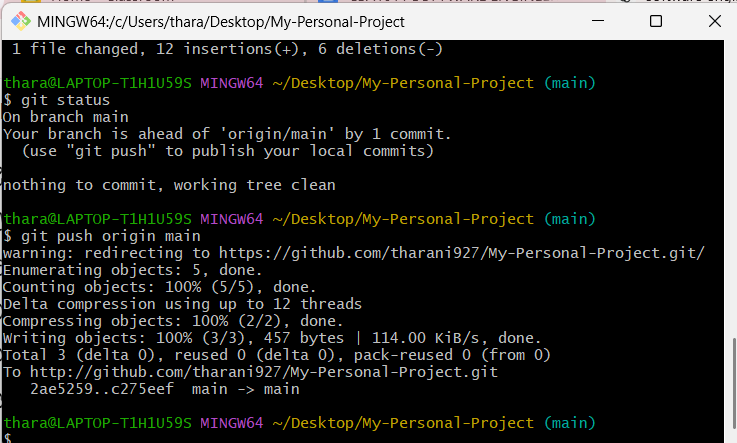 MINGW64:/c/Users/thara/Desktop/My-Personal-Project
1 file changed, 12 insertions(+), 6 deletions(-)
thara@LAPTOP-T1H1U59S MINGW64 ~/Desktop/My-Personal-Project (main)
$ git status
On branch main
Your branch is ahead of 'origin/main' by 1 commit.
(use "git push" to publish your local commits)
nothing to commit, working tree clean
thara@LAPTOP-T1H1U59S MINGW64 ~/Desktop/My-Personal-Project (main)
$ git push origin main
warning: redirecting to https://github.com/tharani927/My-Personal-Project.git/
Enumerating objects: 5, done.
Counting objects: 100% (5/5), done.
Delta compression using up to 12 threads
Compressing objects: 100% (2/2), done.
Writing objects: 100% (3/3), 457 bytes | 114.00 KiB/s, done.
Total 3 (delta 0), reused 0 (delta 0), pack-reused 0 (from 0)
To http://github.com/tharani927/My-Personal-Project.git
2ae5259..c275eef  main -> main
thara@LAPTOP-T1H1U59S MINGW64 ~/Desktop/My-Personal-Project (main)
$